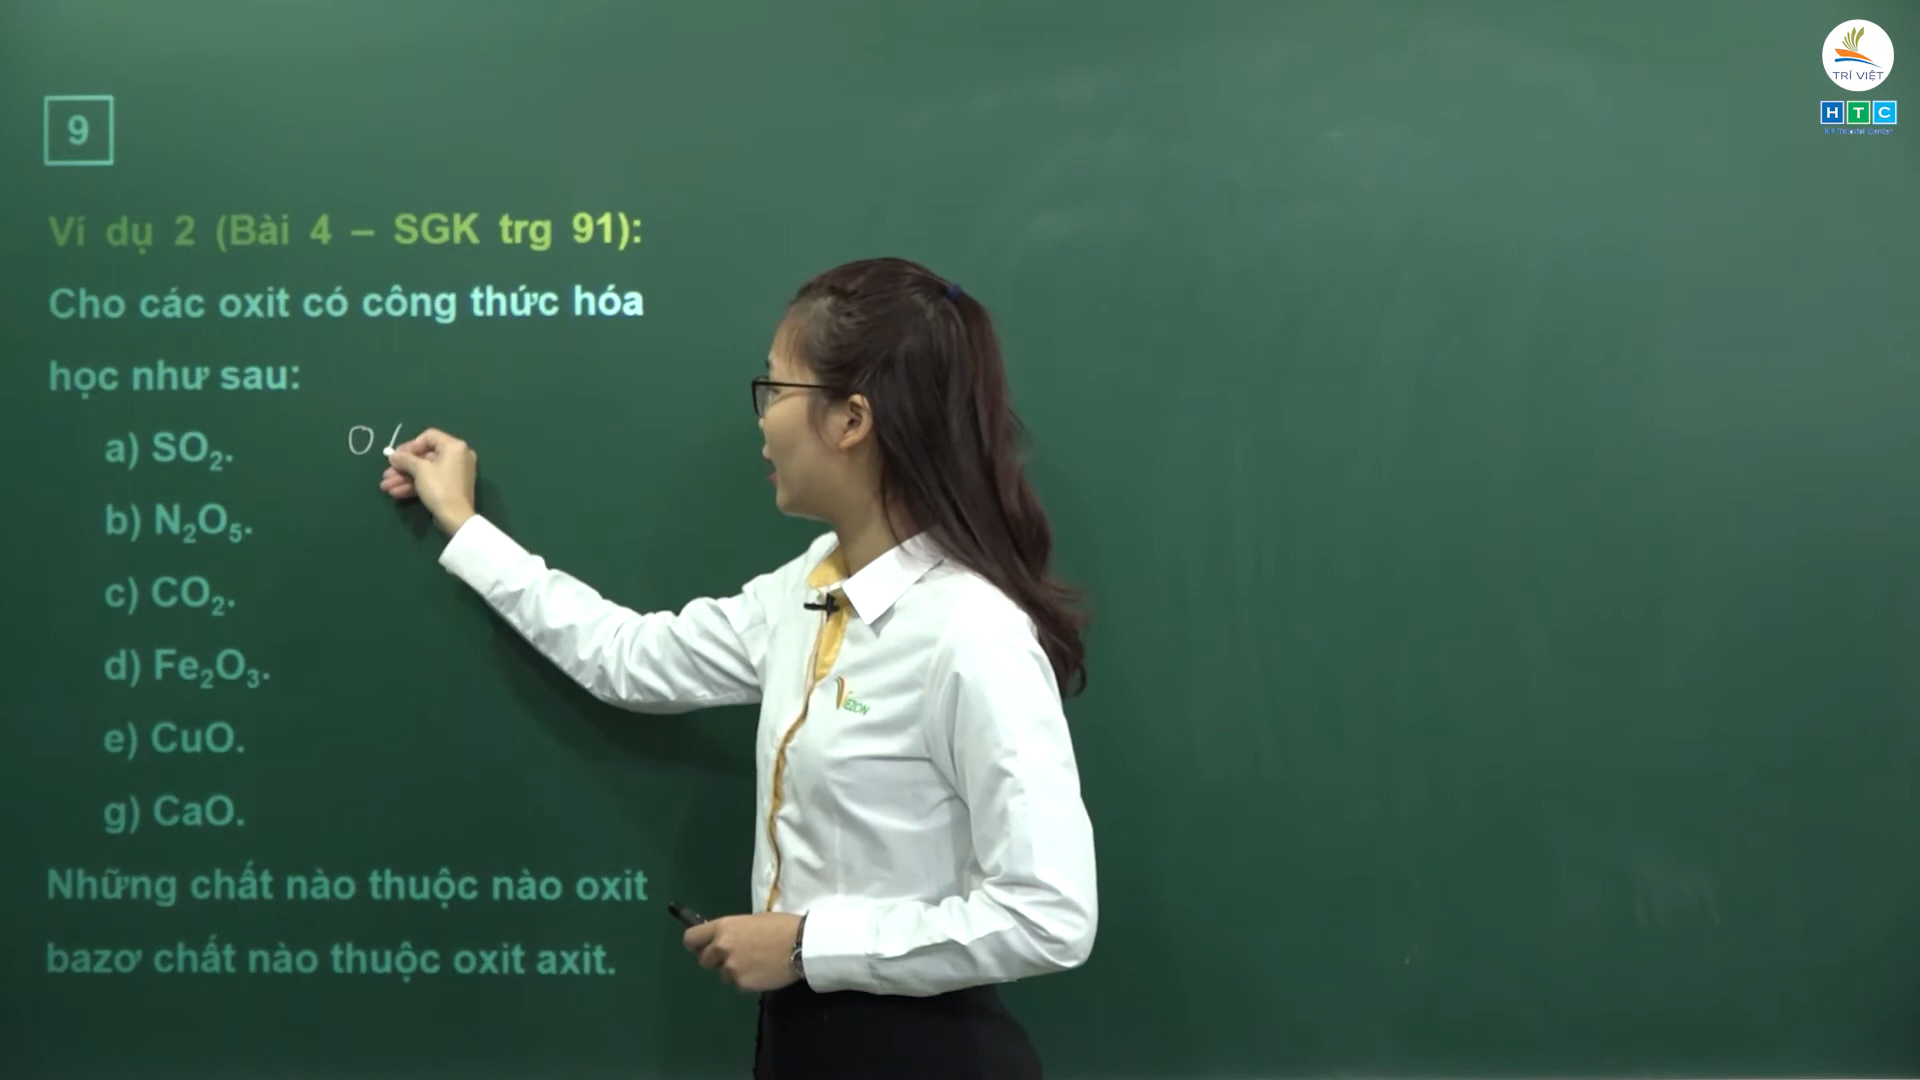 TRÍ VIỆT
HTC
9
Ví dụ 2 (Bài 4 – SGK trg 91):
Cho các oxit có công thức hóa
học như sau:
a) SO₂.
O
b) N₂O₅.
c) CO₂.
d) Fe₂O₃.
e) CuO.
g) CaO.
Những chất nào thuộc nào oxit
bazơ chất nào thuộc oxit axit.